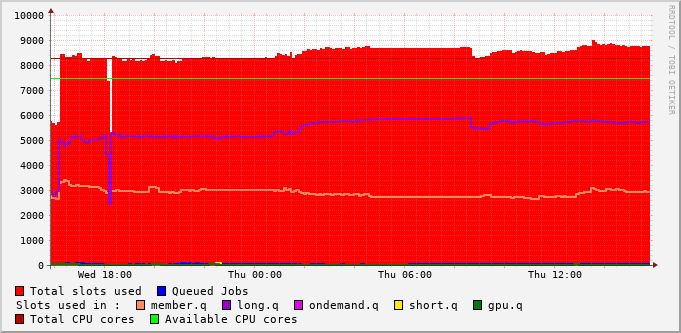 10000
9000
8000
7000
6000
5000
4000
3000
2000
1000
0
Wed 18:00 Thu 00:00 Thu 06:00 Thu 12:00
Total slots used Queued Jobs
Slots used in : member.q long.q ondemand.q short.q gpu.q
Total CPU cores Available CPU cores
RRDTOOL / TOBI OETIKER